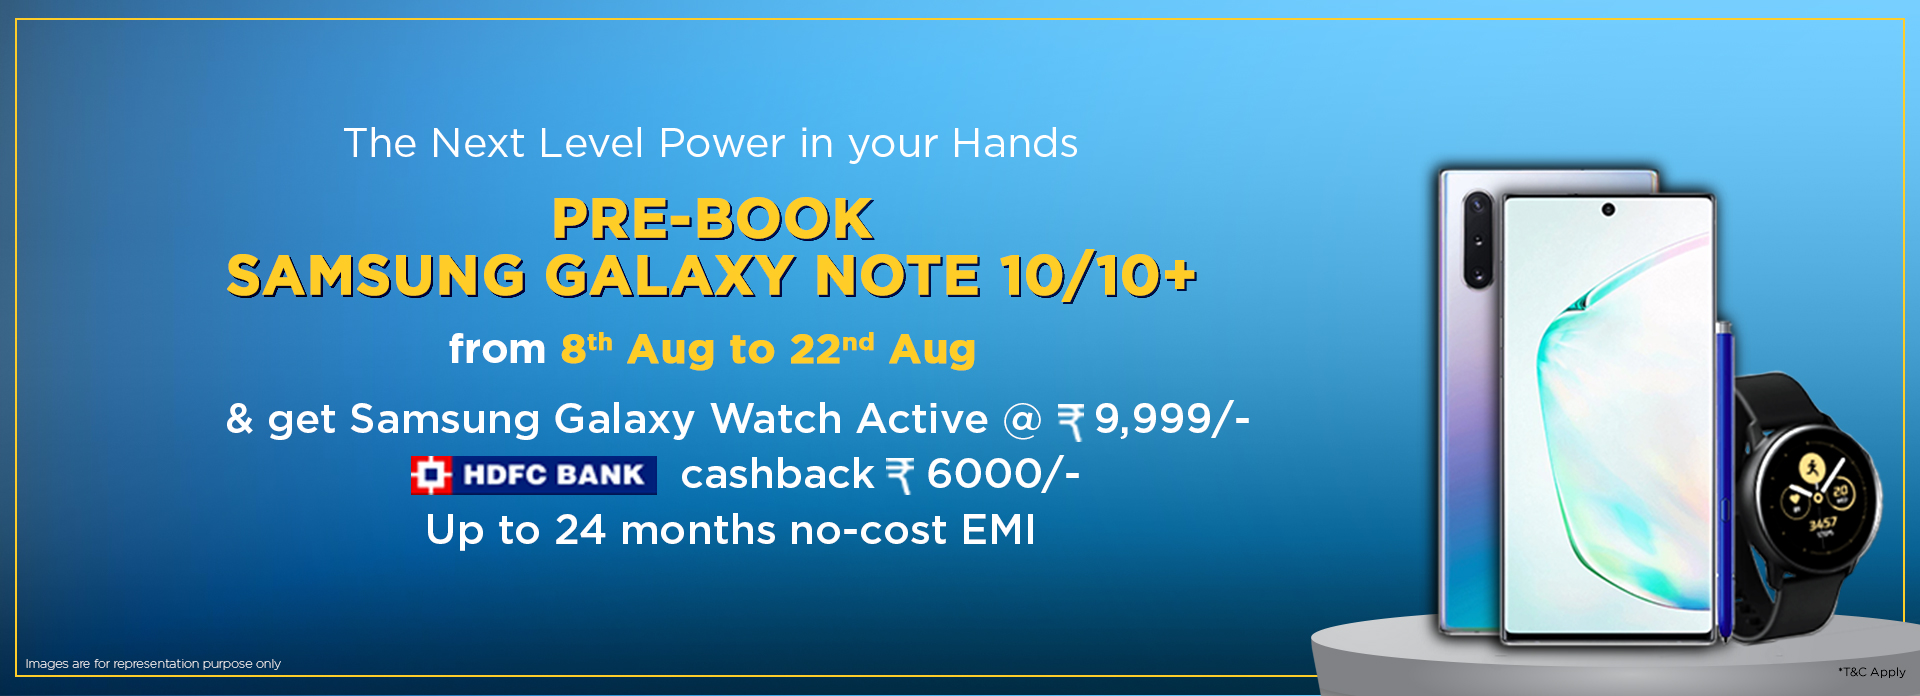 The Next Level Power in your Hands
PRE-BOOK
SAMSUNG GALAXY NOTE 10/10+
from 8th Aug to 22nd Aug
& get Samsung Galaxy Watch Active @ ₹ 9,999/-
HDFC BANK cashback ₹ 6000/-
Up to 24 months no-cost EMI
20
3457
Images are for representation purpose only
*T&C Apply